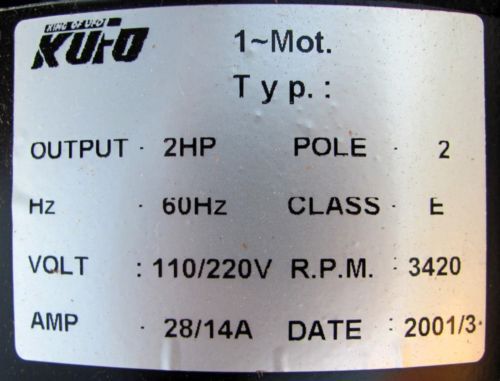 KING OF UFO
KUFO
1~Mot.
Typ.:
OUTPUT : 2HP POLE : 2
Hz : 60Hz CLASS : E
VOLT : 110/220V R.P.M. : 3420
AMP : 28/14A DATE : 2001/3